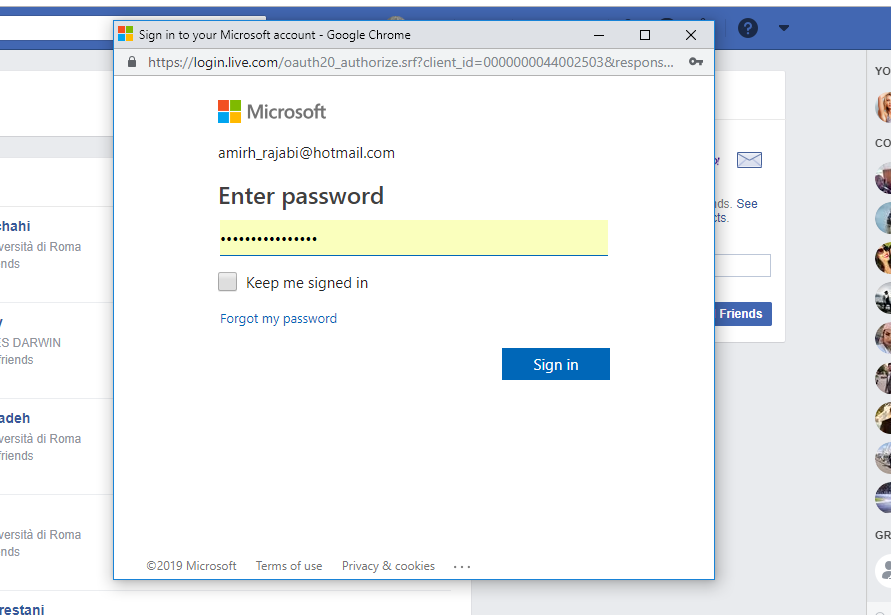 Sign in to your Microsoft account - Google Chrome
https://login.live.com/oauth20_authorize.srf?client_id=0000000044002503&respons...
Microsoft
amirh_rajabi@hotmail.com
Enter password
••••••••••••••••
Keep me signed in
Forgot my password
Sign in
©2019 Microsoft Terms of use Privacy & cookies ...
chahi
versità di Roma
nds
y
ES DARWIN
friends
adeh
versità di Roma
friends
versità di Roma
nds
restani
?
o!
nds. See
cts.
Friends
YO
CO
GR